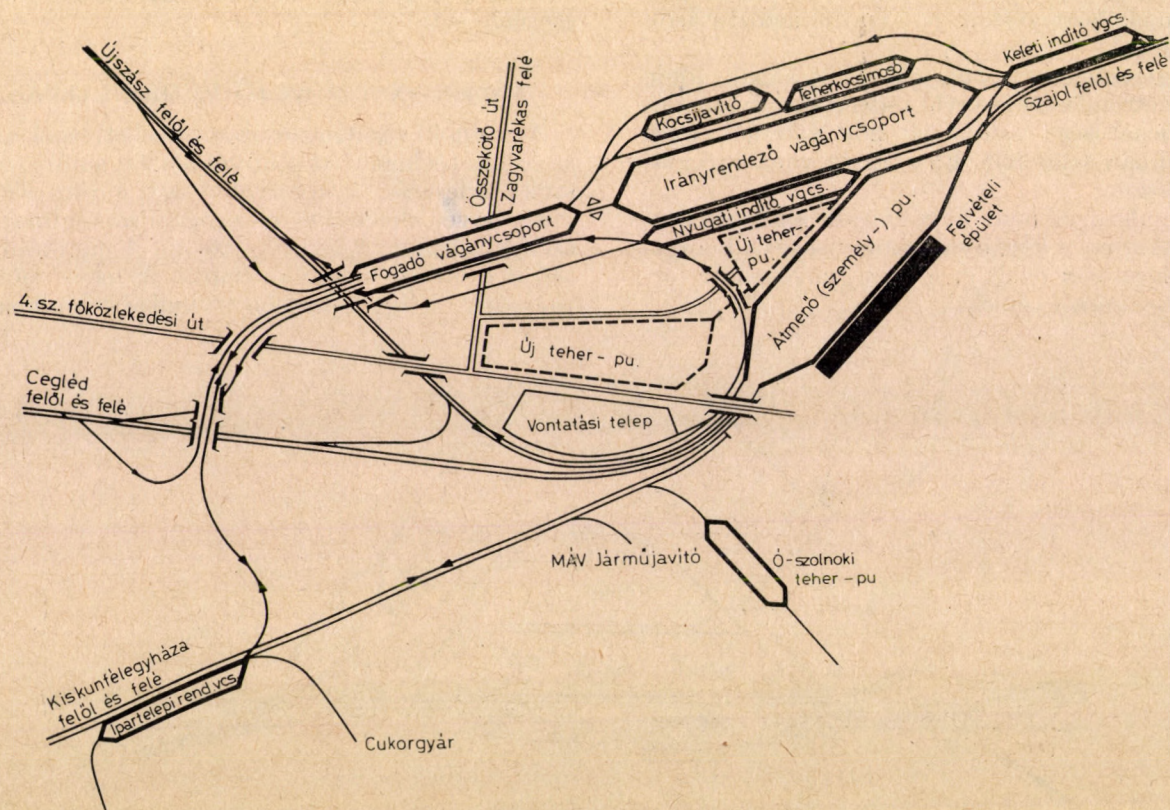 Újszász felől és felé
Összekötő út
Zagyvarékas felé
Keleti indító vgcs.
Szajol felől és felé
Kocsijavító
Teherkocsimosó
Irányrendező vágánycsoport
Fogadó vágánycsoport
Nyugati indító vgcs.
Új teher-
pu.
Átmenő (személy-) pu.
Felvételi
épület
4. sz. főközlekedési út
Új teher- pu.
Cegléd
felől és felé
Vontatási telep
MÁV Járműjavító
Ó-szolnoki
teher-pu
Kiskunfélegyháza
felől és felé
Ipartelepi rend.vcs.
Cukorgyár